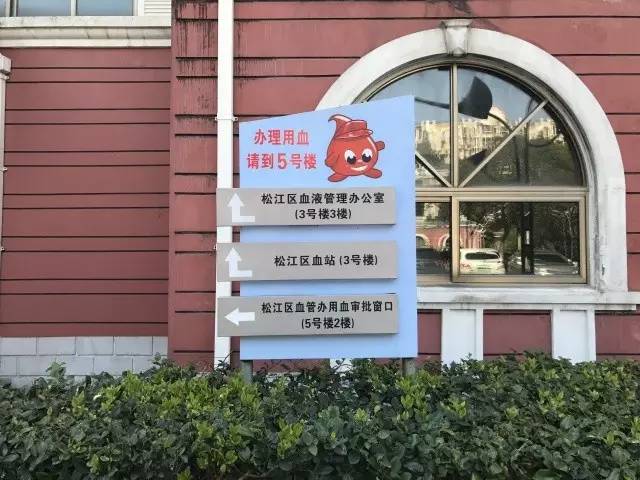 办理用血
请到5号楼
松江区血液管理办公室
(3号楼3楼)
松江区血站(3号楼)
松江区血管办用血审批窗口
(5号楼2楼)